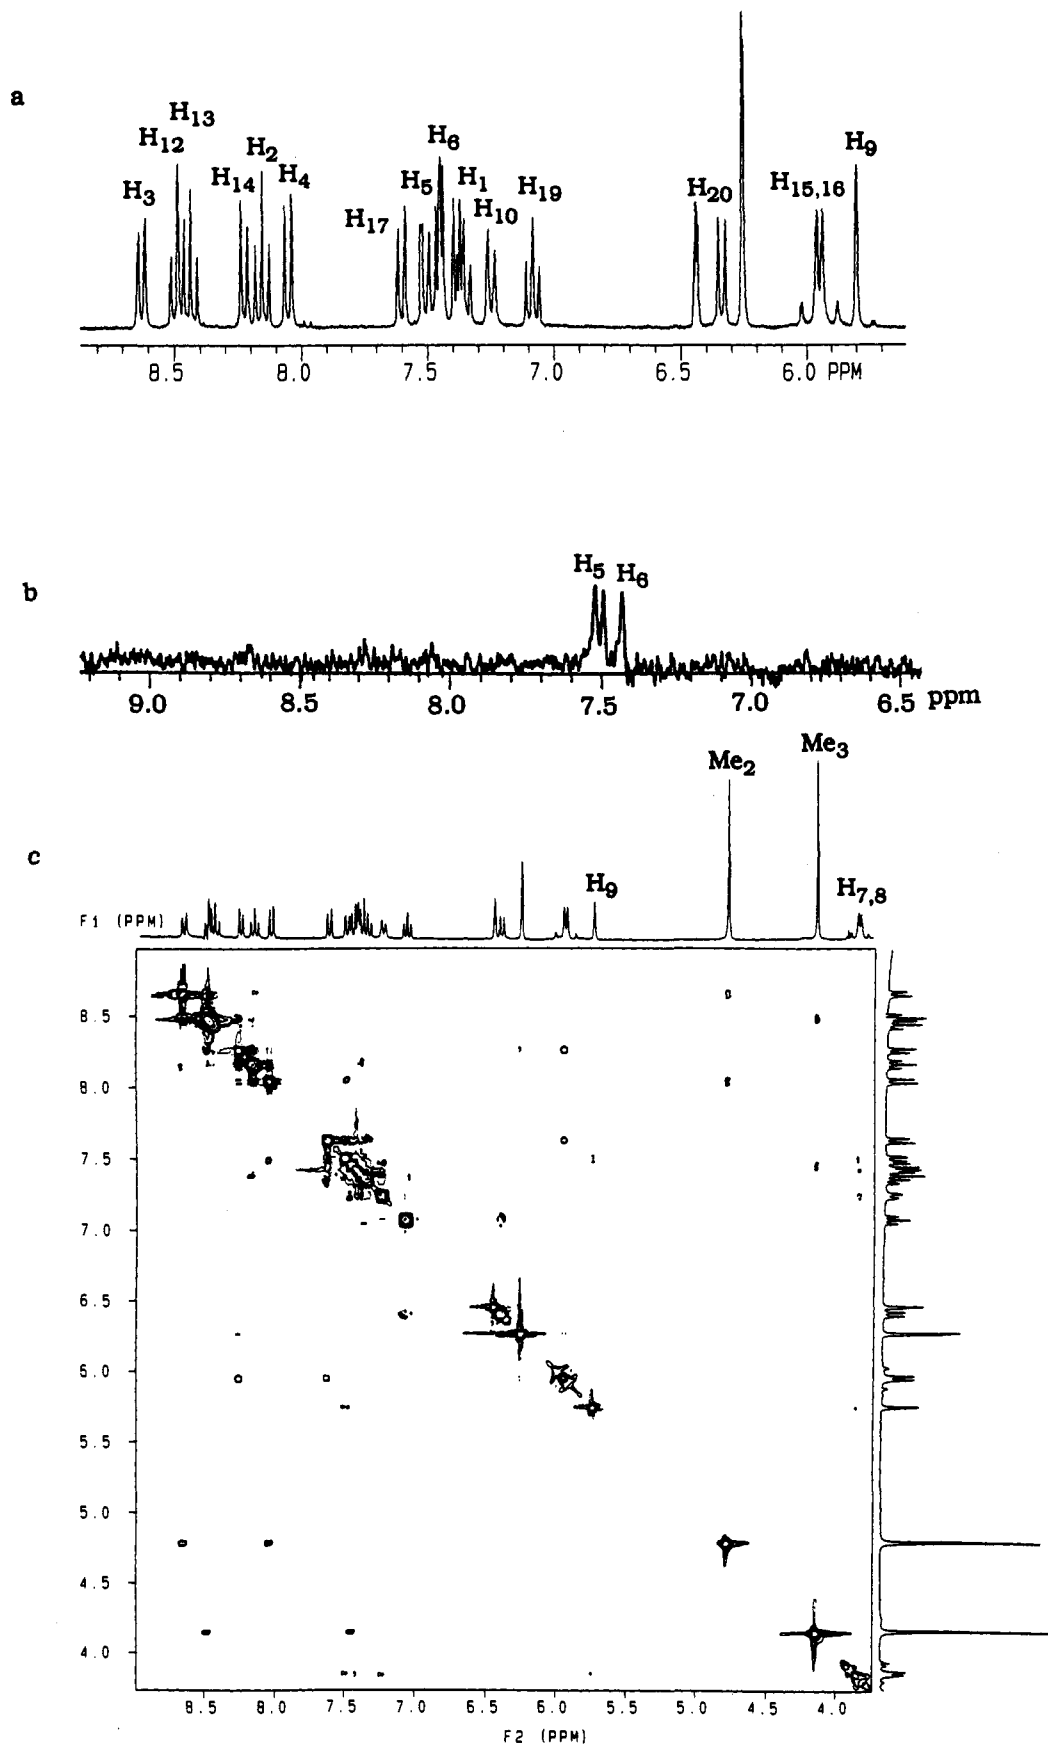 a
H3 H12 H13 H14 H2 H4 H17 H5 H6 H1 H10 H19 H20 H15,16 H9
8.5 8.0 7.5 7.0 6.5 6.0 PPM
b
H5 H6
9.0 8.5 8.0 7.5 7.0 6.5 ppm
Me2 Me3
c
H9 H7,8
F1 (PPM)
8.5
8.0
7.5
7.0
6.5
6.0
5.5
5.0
4.5
4.0
8.5 8.0 7.5 7.0 6.5 6.0 5.5 5.0 4.5 4.0
F2 (PPM)